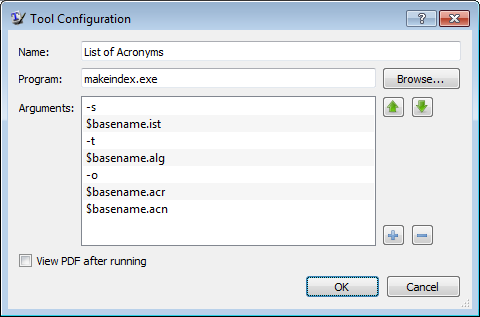 Tool Configuration
Name: List of Acronyms
Program: makeindex.exe Browse...
Arguments: -s
$basename.ist
-t
$basename.alg
-o
$basename.acr
$basename.acn
View PDF after running
OK Cancel